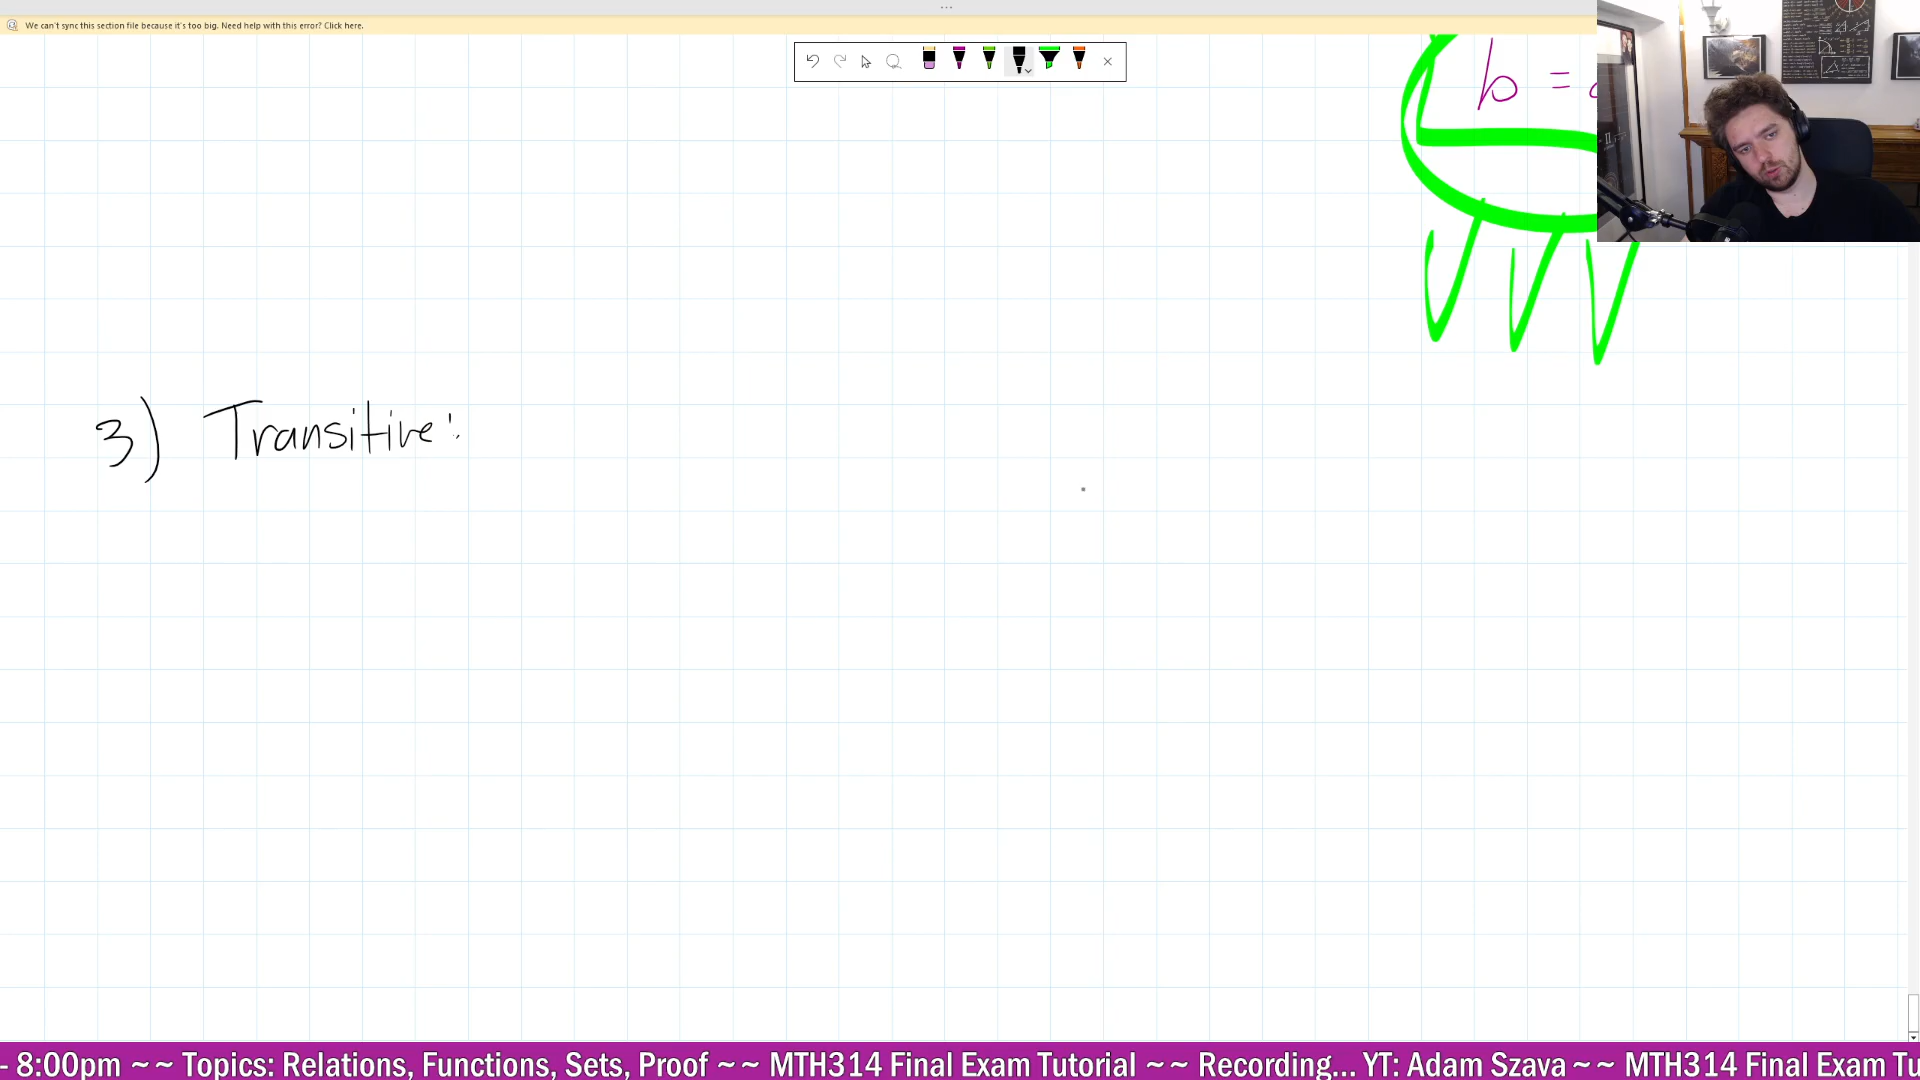 We can't sync this section file because it's too big. Need help with this error? Click here.
b =
3) Transitive:
- 8:00pm ~~ Topics: Relations, Functions, Sets, Proof ~~ MTH314 Final Exam Tutorial ~~ Recording... YT: Adam Szava ~~ MTH314 Final Exam Tu